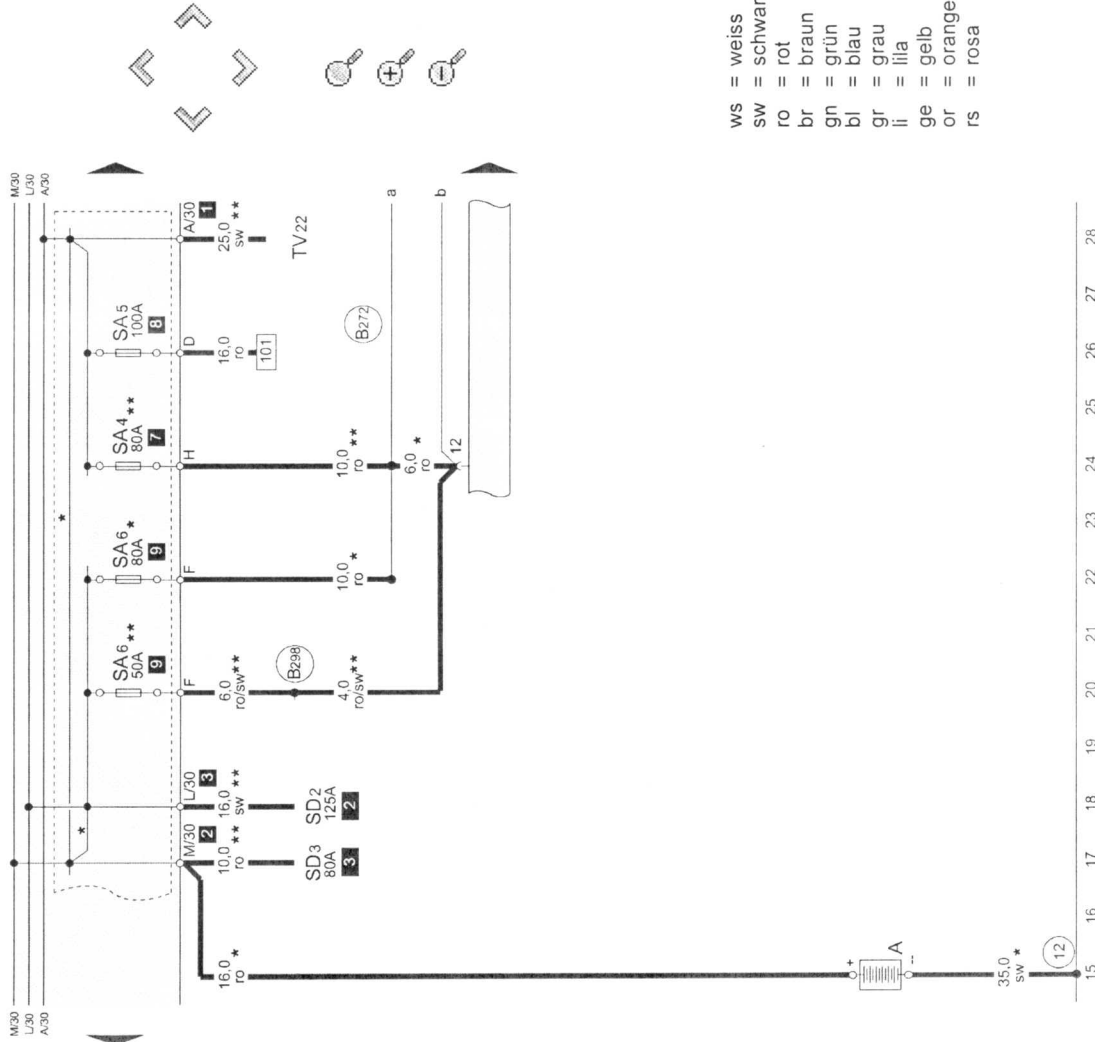 M/30
L/30
A/30
M/30
L/30
A/30
*
*
SA6**
50A
9
SA6*
80A
9
SA4**
80A
7
SA5
100A
8
M/30
2
L/30
3
F
F
H
D
A/30
1
16,0
ro *
10,0
ro **
16,0
sw **
6,0
ro/sw**
10,0
ro *
10,0
ro **
16,0
ro
25,0
sw **
SD3
80A
3
SD2
125A
2
B298
4,0
ro/sw**
6,0
ro *
12
101
TV22
B272
a
b
+
A
-
35,0
sw *
12
15
16
17
18
19
20
21
22
23
24
25
26
27
28
ws = weiss
sw = schwar
ro = rot
br = braun
gn = grün
bl = blau
gr = grau
li = lila
ge = gelb
or = orange
rs = rosa